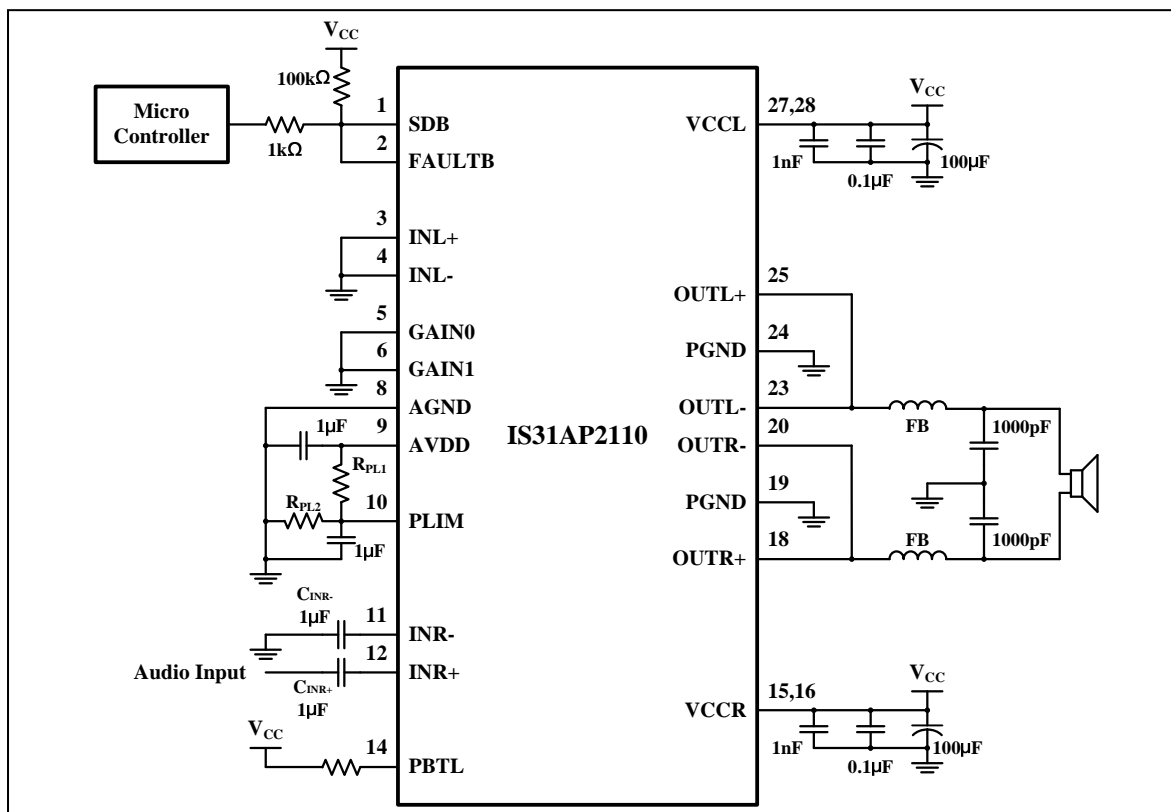 VCC
100kΩ
Micro
Controller
1kΩ
1
SDB
2
FAULTB
3
INL+
4
INL-
5
GAIN0
6
GAIN1
8
AGND
1µF
9
AVDD
RPL1
RPL2
10
PLIM
1µF
CINR-
1µF
11
INR-
Audio Input
12
INR+
CINR+
1µF
VCC
14
PBTL
IS31AP2110
VCC
27,28
VCCL
1nF
0.1µF
100µF
25
OUTL+
24
PGND
23
OUTL-
FB
1000pF
20
OUTR-
19
PGND
18
OUTR+
FB
1000pF
VCC
15,16
VCCR
1nF
0.1µF
100µF